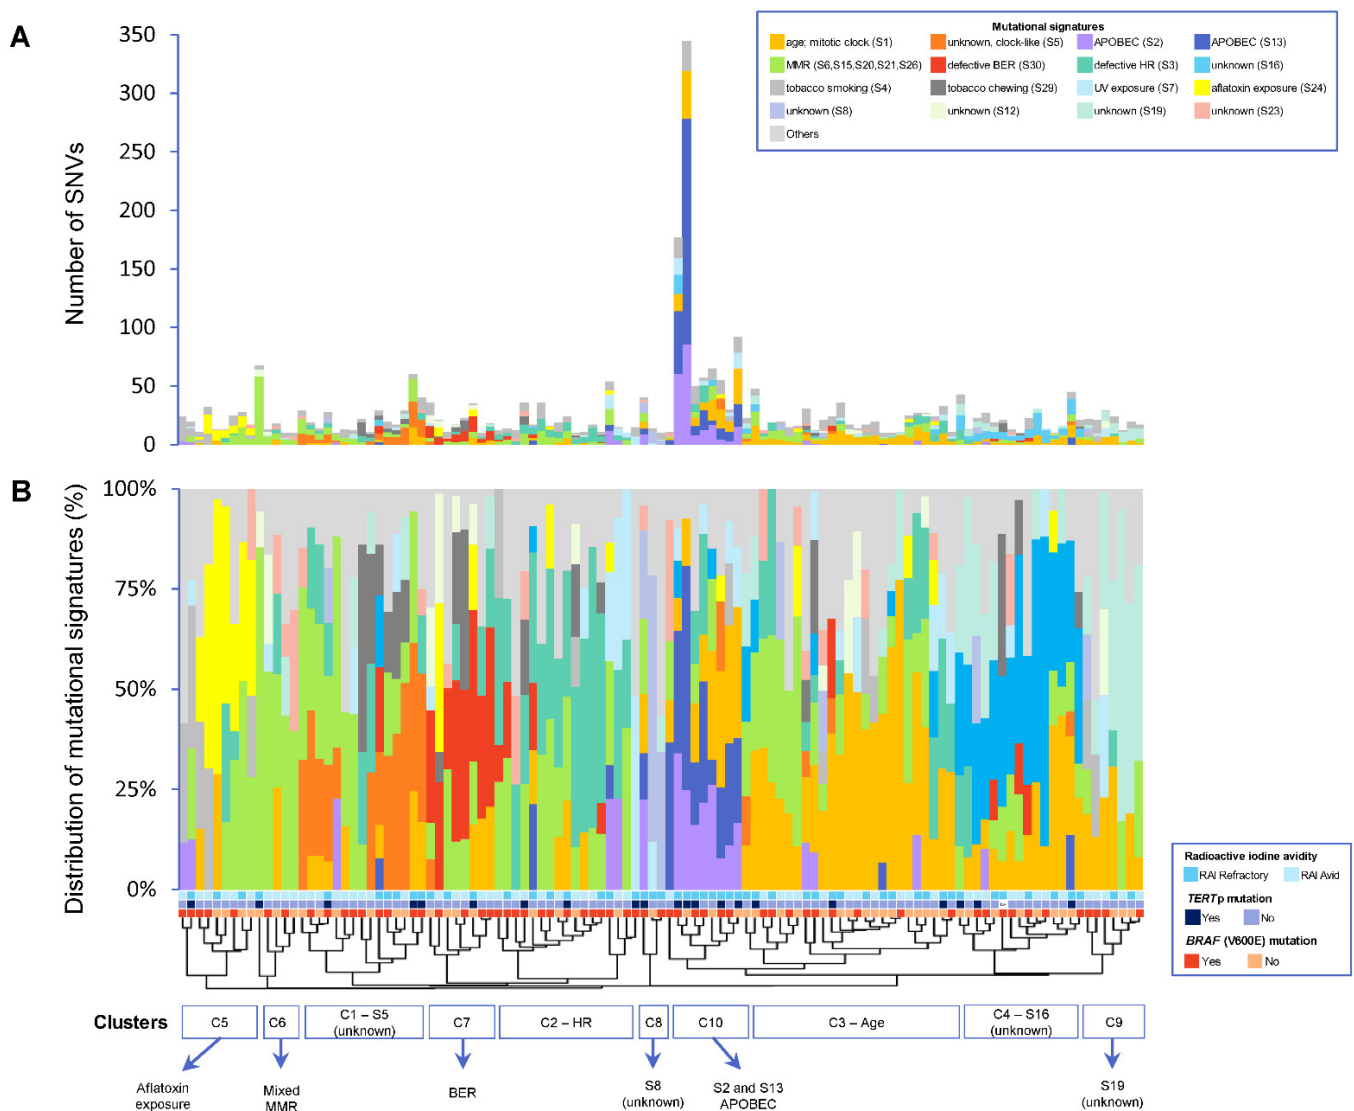 A
350
300
250
200
150
100
50
0
Number of SNVs
Mutational signatures
age; mitotic clock (S1)
unknown, clock-like (S5)
APOBEC (S2)
APOBEC (S13)
MMR (S6,S15,S20,S21,S26)
defective BER (S30)
defective HR (S3)
unknown (S16)
tobacco smoking (S4)
tobacco chewing (S29)
UV exposure (S7)
aflatoxin exposure (S24)
unknown (S8)
unknown (S12)
unknown (S19)
unknown (S23)
Others
B
100%
75%
50%
25%
0%
Distribution of mutational signatures (%)
Radioactive iodine avidity
RAI Refractory
RAI Avid
TERTp mutation
Yes
No
BRAF (V600E) mutation
Yes
No
Clusters
C5
C6
C1 – S5
(unknown)
C7
C2 – HR
C8
C10
C3 – Age
C4 – S16
(unknown)
C9
Aflatoxin
exposure
Mixed
MMR
BER
S8
(unknown)
S2 and S13
APOBEC
S19
(unknown)